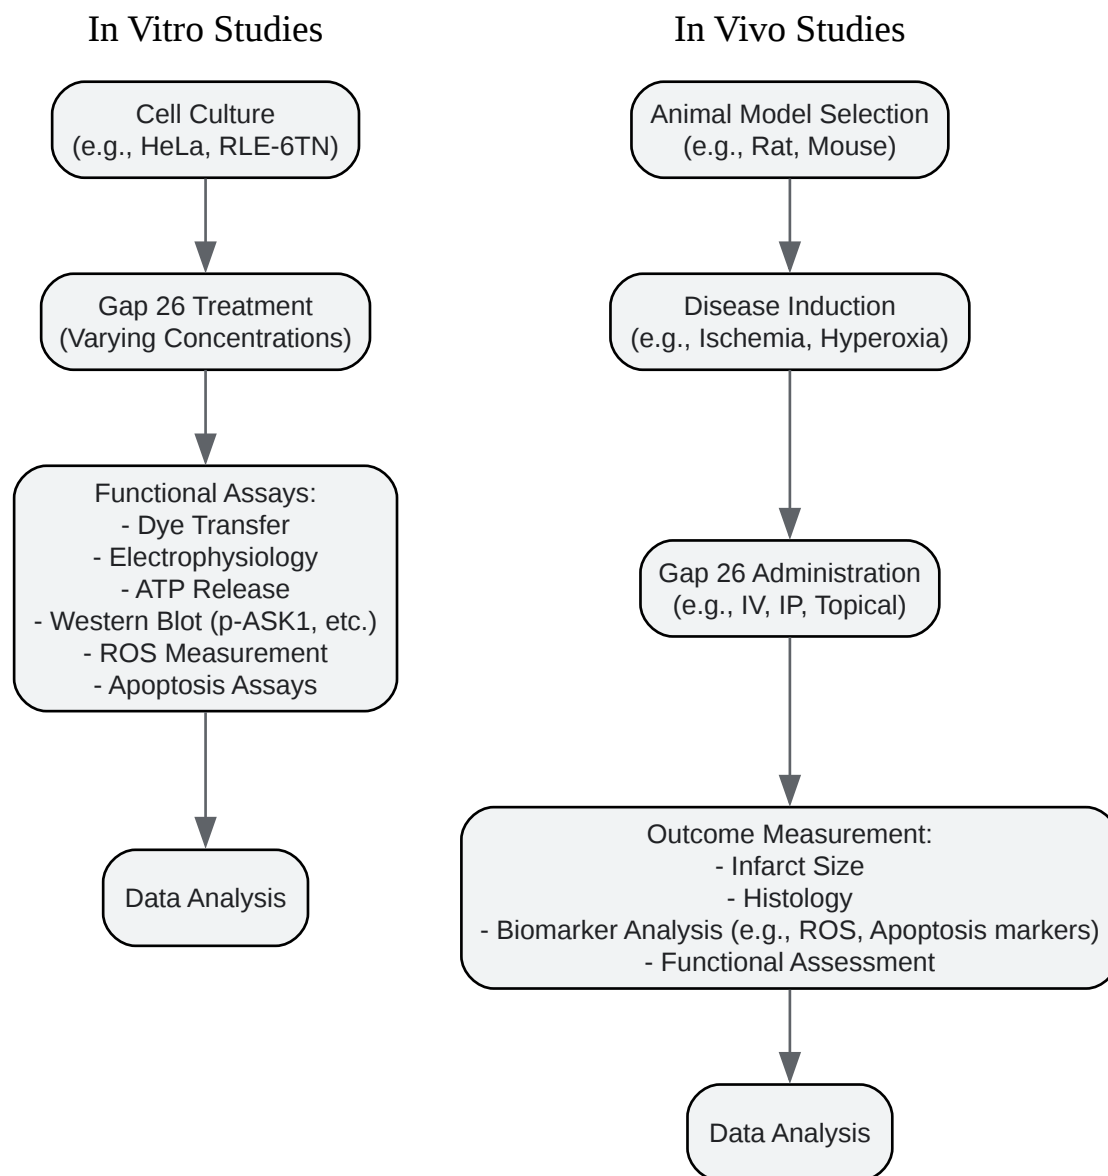 In Vitro Studies
Cell Culture
(e.g., HeLa, RLE-6TN)
Gap 26 Treatment
(Varying Concentrations)
Functional Assays:
- Dye Transfer
- Electrophysiology
- ATP Release
- Western Blot (p-ASK1, etc.)
- ROS Measurement
- Apoptosis Assays
Data Analysis
In Vivo Studies
Animal Model Selection
(e.g., Rat, Mouse)
Disease Induction
(e.g., Ischemia, Hyperoxia)
Gap 26 Administration
(e.g., IV, IP, Topical)
Outcome Measurement:
- Infarct Size
- Histology
- Biomarker Analysis (e.g., ROS, Apoptosis markers)
- Functional Assessment
Data Analysis